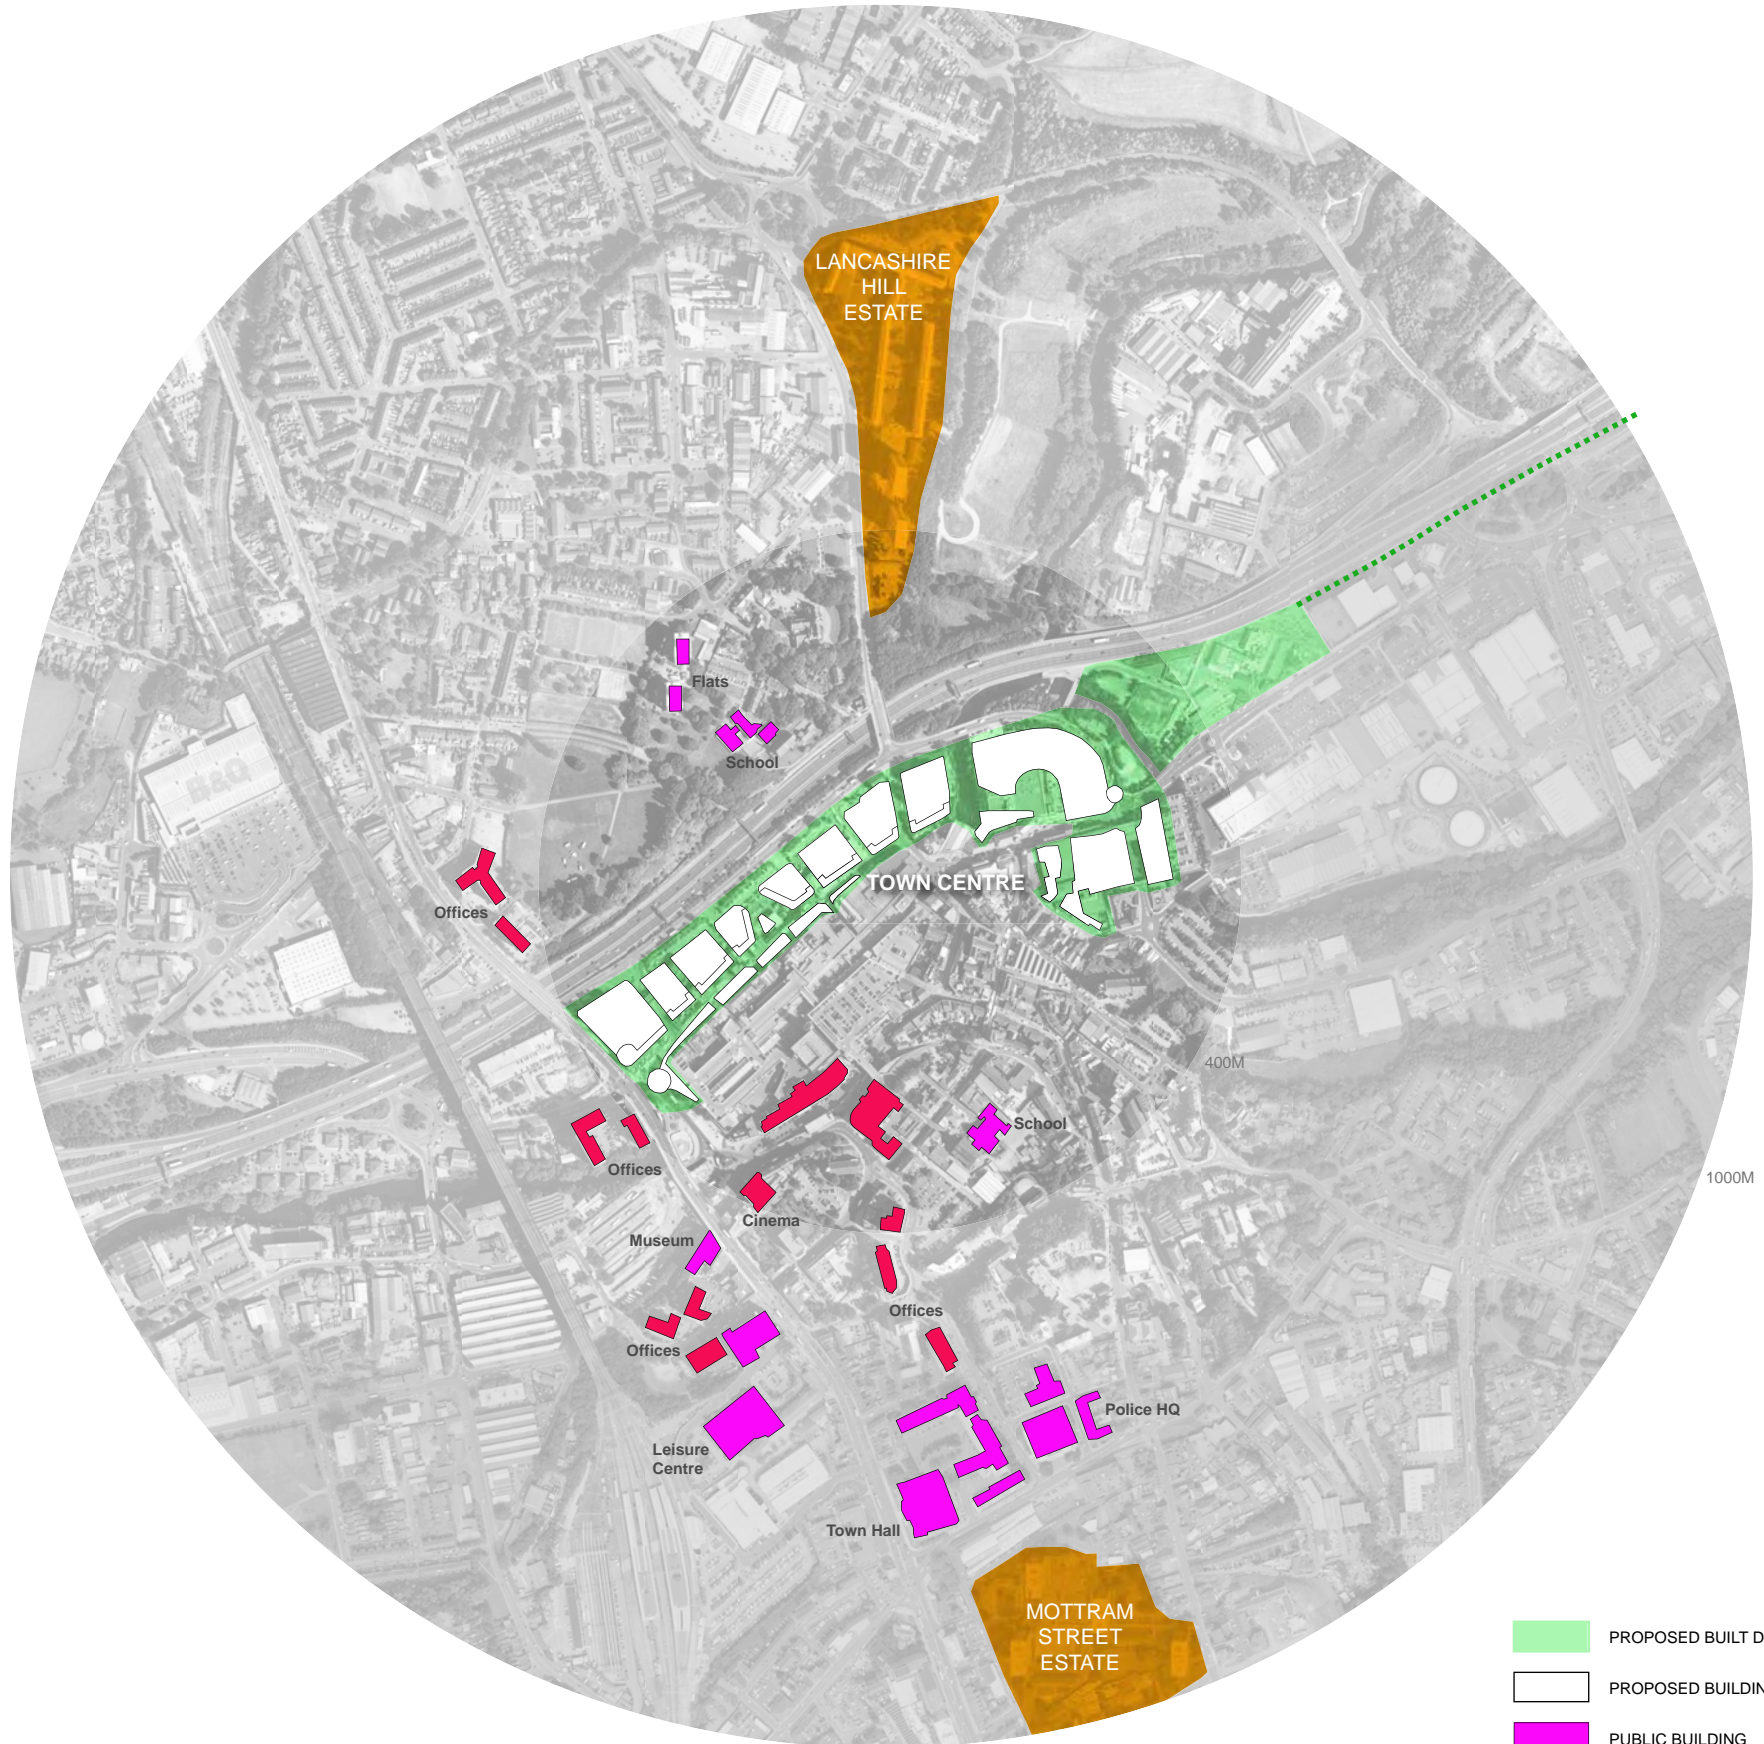 LANCASHIRE
HILL
ESTATE
Flats
School
TOWN CENTRE
Offices
400M
School
Offices
1000M
Cinema
Museum
Offices
Offices
Police HQ
Leisure
Centre
Town Hall
MOTTRAM
STREET
ESTATE
PROPOSED BUILT D
PROPOSED BUILDIN
PUBLIC BUILDING